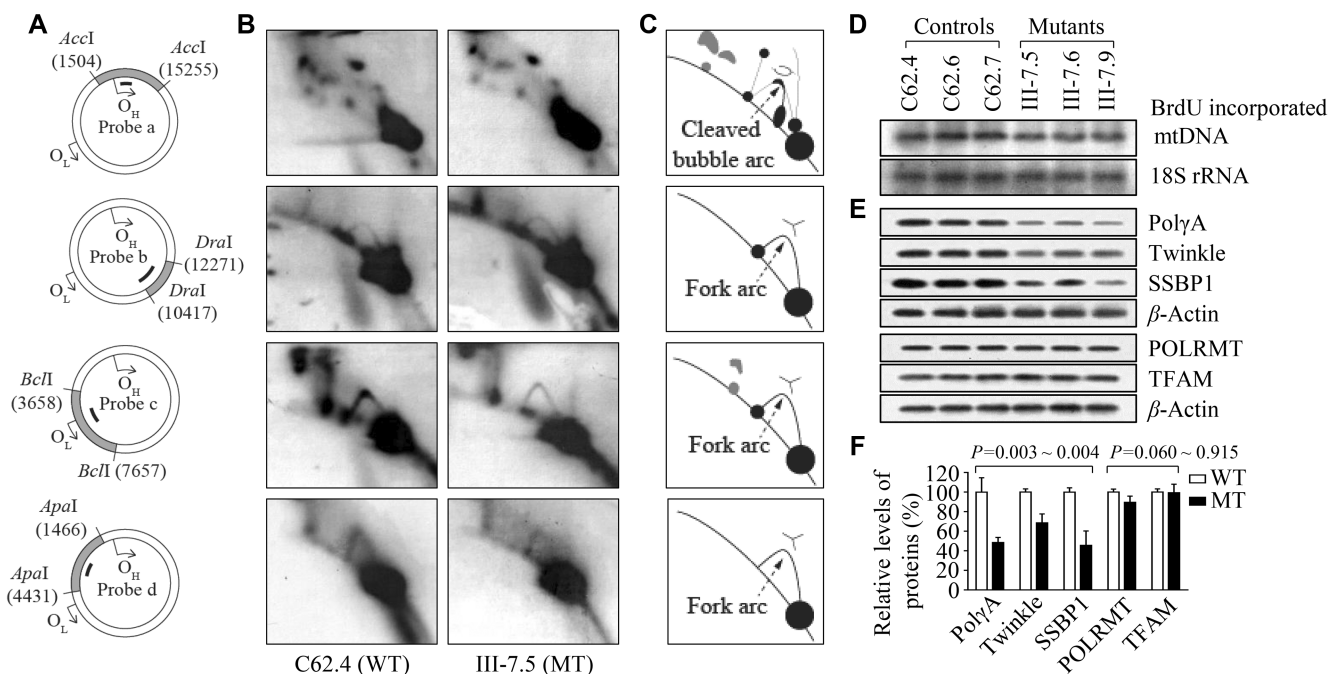 A
AccI
(1504)
AccI
(15255)
OH
Probe a
OL
OH
Probe b
OL
DraI
(12271)
DraI
(10417)
BclI
(3658)
OH
Probe c
OL
BclI (7657)
ApaI
(1466)
OH
Probe d
ApaI
(4431)
OL
B
C62.4 (WT)
III-7.5 (MT)
C
Cleaved
bubble arc
Fork arc
Fork arc
Fork arc
D
Controls
Mutants
C62.4
C62.6
C62.7
III-7.5
III-7.6
III-7.9
BrdU incorporated
mtDNA
18S rRNA
E
PolγA
Twinkle
SSBP1
β-Actin
POLRMT
TFAM
β-Actin
F
P=0.003 ~ 0.004
P=0.060 ~ 0.915
WT
MT
Relative levels of
proteins (%)
120
100
80
60
40
20
0
PolγA
Twinkle
SSBP1
POLRMT
TFAM